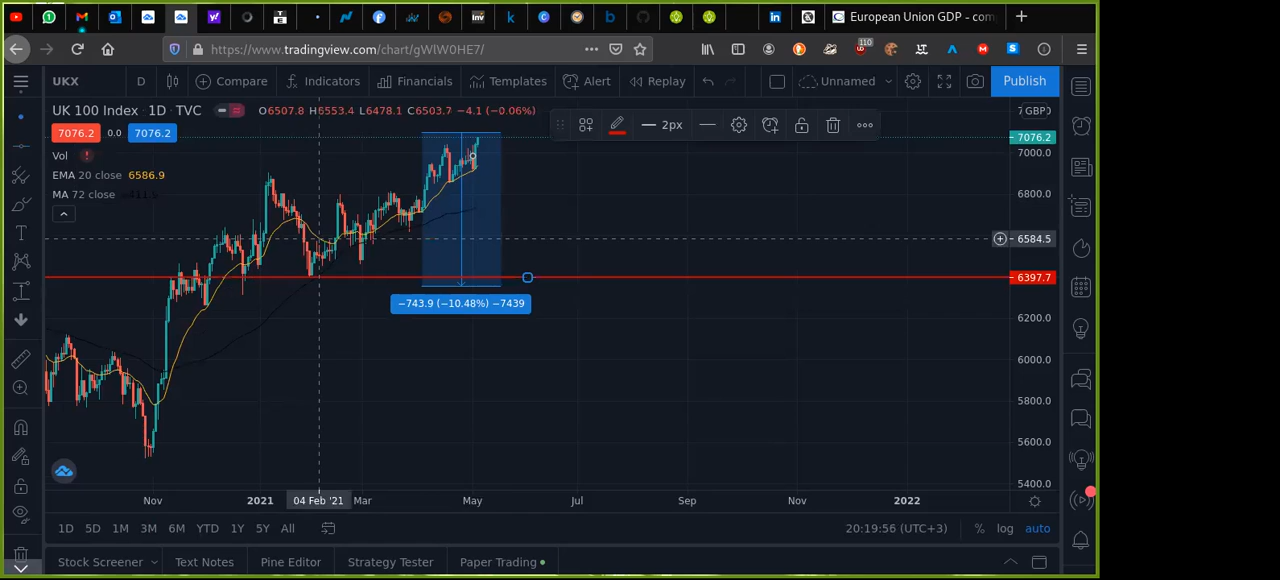 European Union GDP - com
https://www.tradingview.com/chart/gWlW0HE7/
110
UKX D Compare Indicators Financials Templates Alert Replay Unnamed Publish
UK 100 Index · 1D · TVC O6507.8 H6553.4 L6478.1 C6503.7 −4.1 (−0.06%)
GBP
2px
7076.2 0.0 7076.2
7076.2
Vol
7000.0
EMA 20 close 6586.9
MA 72 close
6800.0
6584.5
6397.7
−743.9 (−10.48%) −7439
6200.0
6000.0
5800.0
5600.0
5400.0
Nov 2021 04 Feb '21 Mar May Jul Sep Nov 2022
1D 5D 1M 3M 6M YTD 1Y 5Y All 20:19:56 (UTC+3) % log auto
Stock Screener Text Notes Pine Editor Strategy Tester Paper Trading